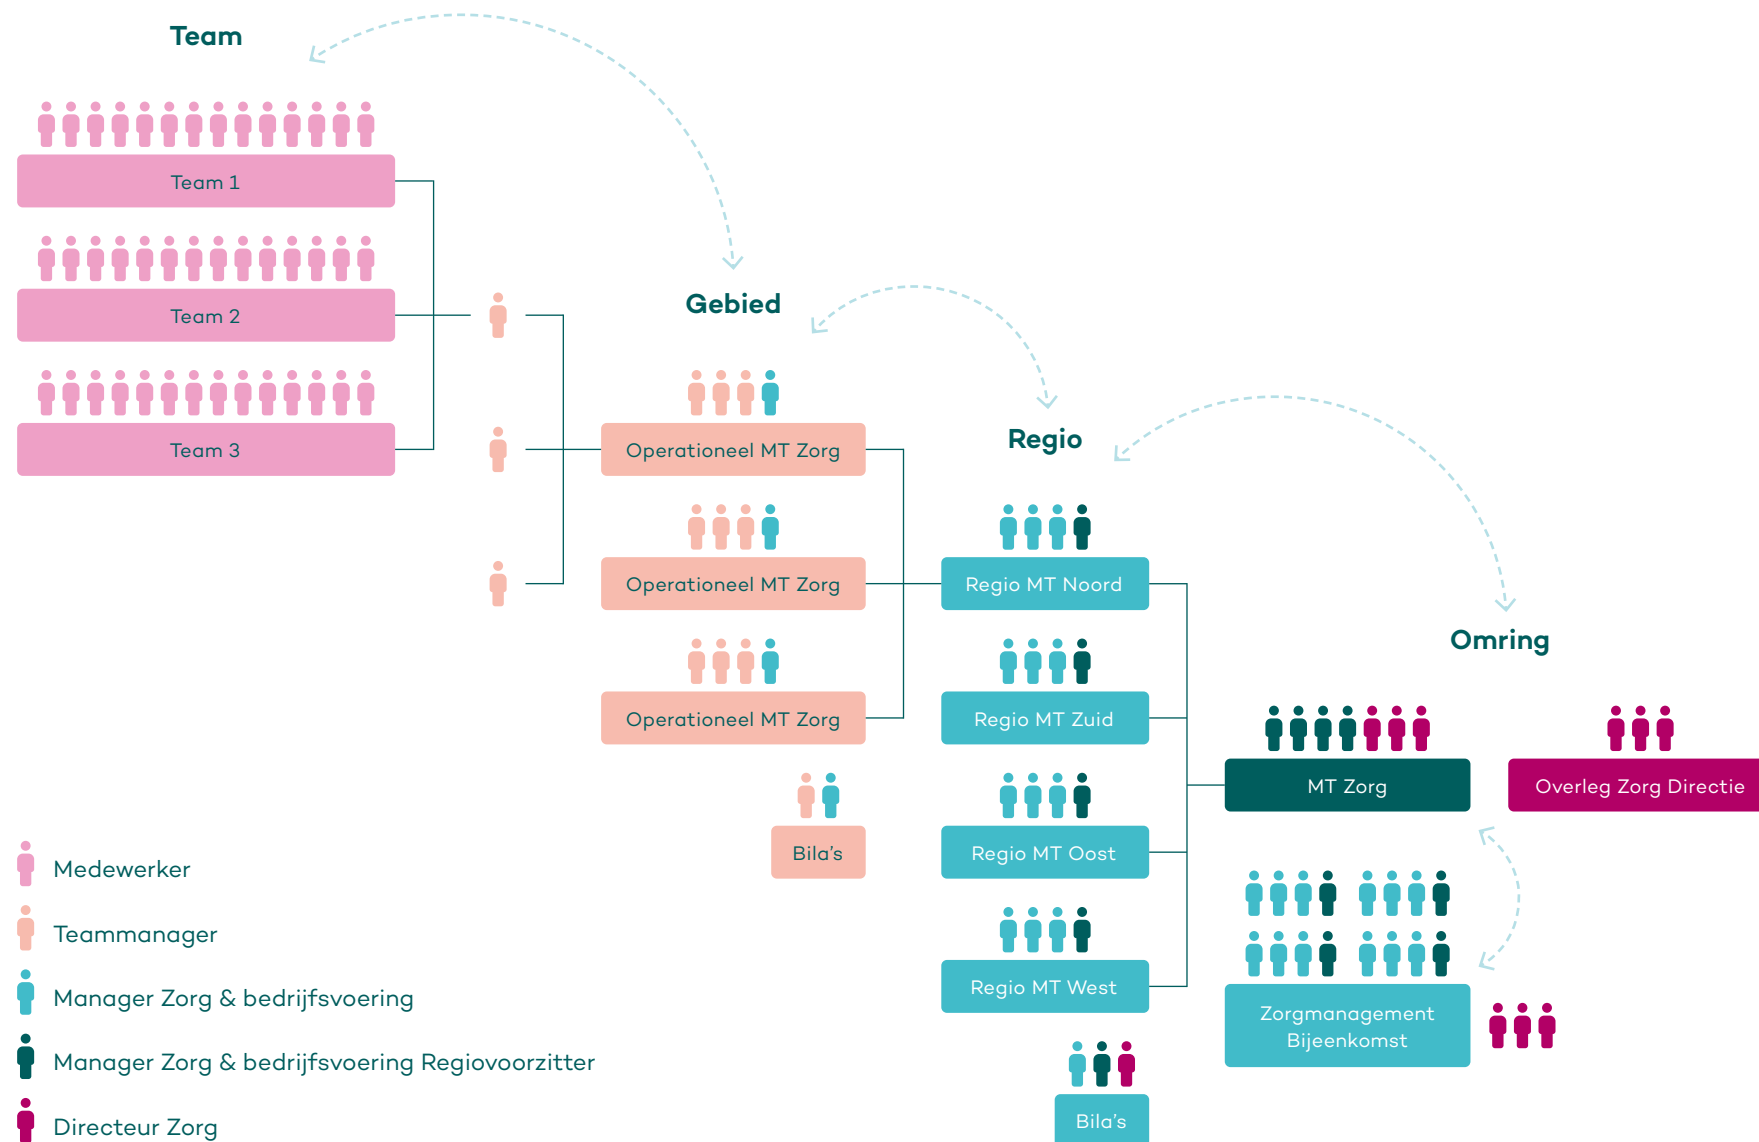 Team
Team 1
Team 2
Team 3
Gebied
Operationeel MT Zorg
Operationeel MT Zorg
Operationeel MT Zorg
Bila's
Regio
Regio MT Noord
Regio MT Zuid
Regio MT Oost
Regio MT West
Bila's
Omring
MT Zorg
Overleg Zorg Directie
Zorgmanagement
Bijeenkomst
Medewerker
Teammanager
Manager Zorg & bedrijfsvoering
Manager Zorg & bedrijfsvoering Regiovoorzitter
Directeur Zorg